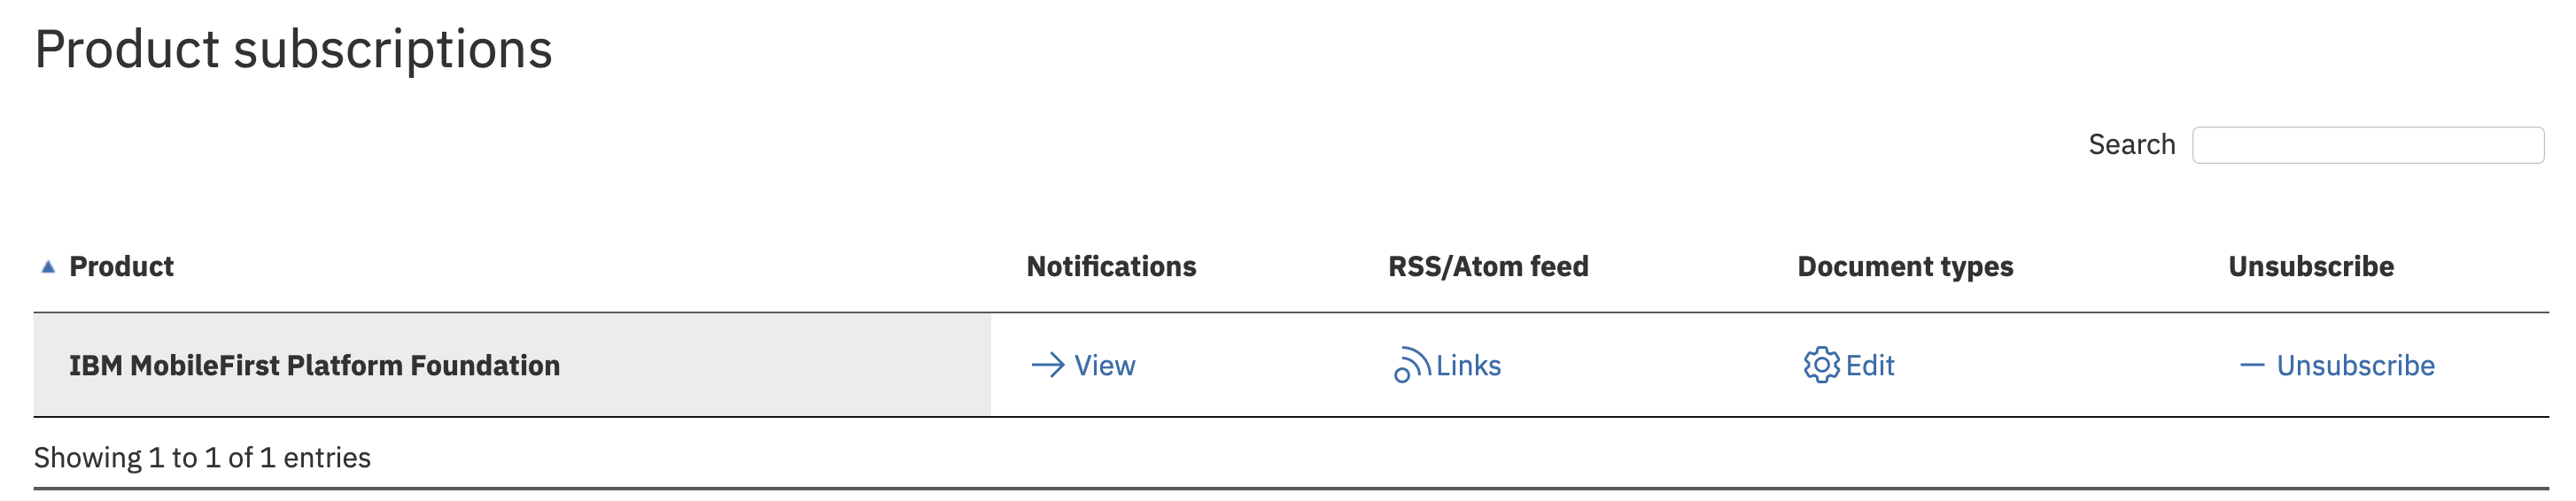 Product subscriptions
Search
Product Notifications RSS/Atom feed Document types Unsubscribe
IBM MobileFirst Platform Foundation View Links Edit Unsubscribe
Showing 1 to 1 of 1 entries